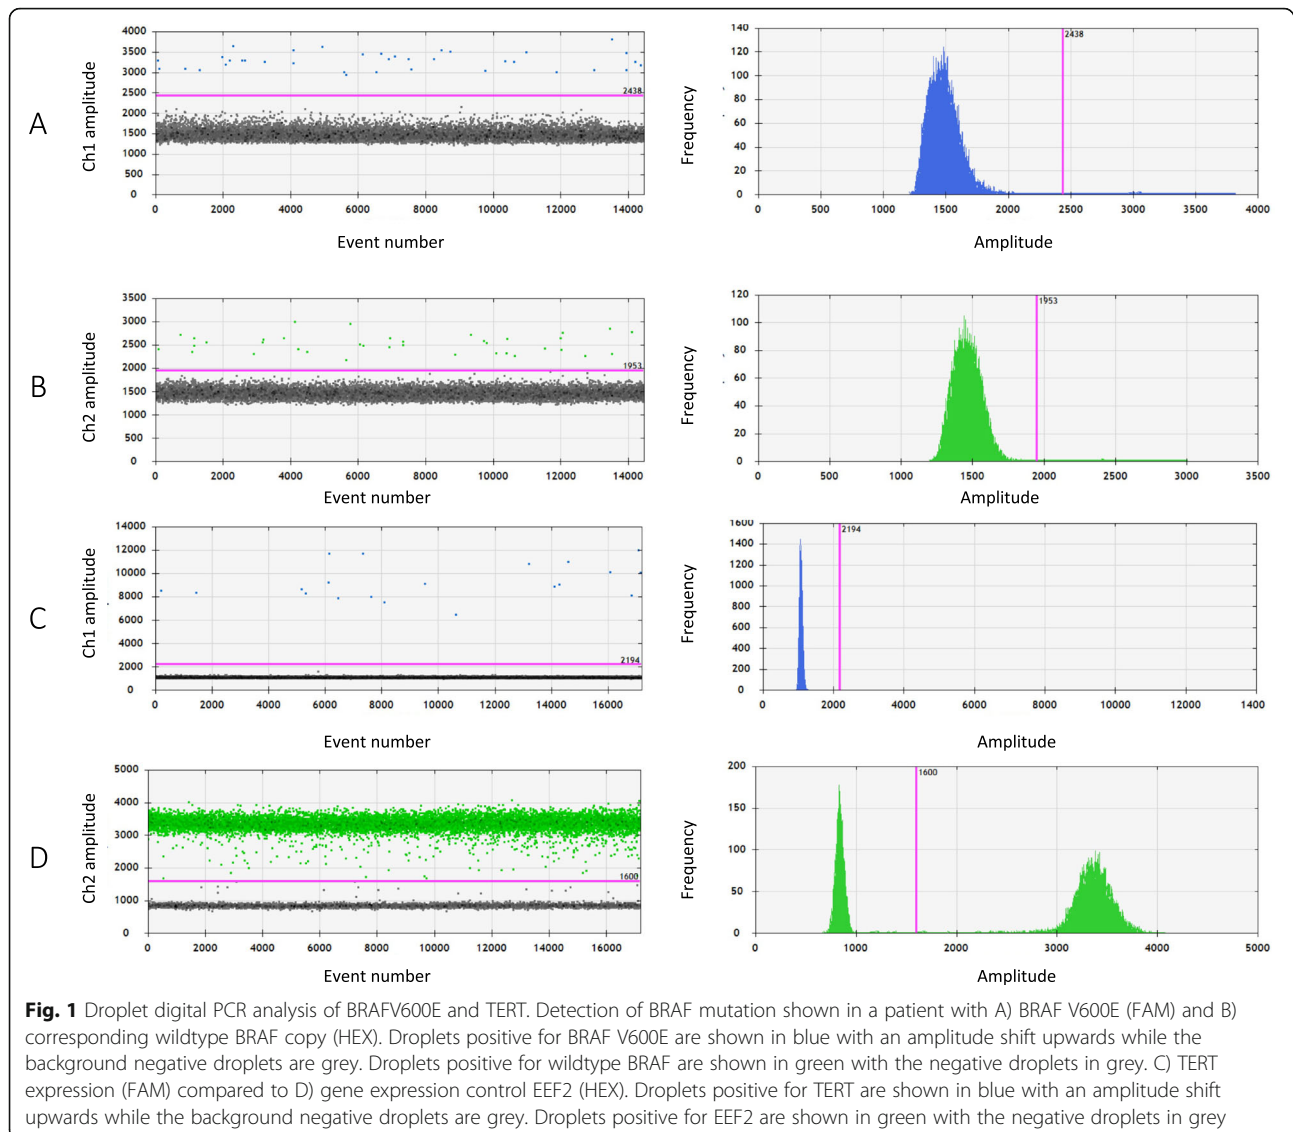 A
Ch1 amplitude
4000
3500
3000
2500
2000
1500
1000
500
0
2438
0 2000 4000 6000 8000 10000 12000 14000
Event number
Frequency
140
120
100
80
60
40
20
0
2438
0 500 1000 1500 2000 2500 3000 3500 4000
Amplitude
B
Ch2 amplitude
3500
3000
2500
2000
1500
1000
500
0
1953
0 2000 4000 6000 8000 10000 12000 14000
Event number
Frequency
120
100
80
60
40
20
0
1953
0 500 1000 1500 2000 2500 3000 3500
Amplitude
C
Ch1 amplitude
14000
12000
10000
8000
6000
4000
2000
0
2194
0 2000 4000 6000 8000 10000 12000 14000 16000
Event number
Frequency
1600
1400
1200
1000
800
600
400
200
0
2194
0 2000 4000 6000 8000 10000 12000 1400
Amplitude
D
Ch2 amplitude
5000
4000
3000
2000
1000
0
1600
0 2000 4000 6000 8000 10000 12000 14000 16000
Event number
Frequency
200
150
100
50
0
1600
0 1000 2000 3000 4000 5000
Amplitude
Fig. 1 Droplet digital PCR analysis of BRAFV600E and TERT. Detection of BRAF mutation shown in a patient with A) BRAF V600E (FAM) and B)
corresponding wildtype BRAF copy (HEX). Droplets positive for BRAF V600E are shown in blue with an amplitude shift upwards while the
background negative droplets are grey. Droplets positive for wildtype BRAF are shown in green with the negative droplets in grey. C) TERT
expression (FAM) compared to D) gene expression control EEF2 (HEX). Droplets positive for TERT are shown in blue with an amplitude shift
upwards while the background negative droplets are grey. Droplets positive for EEF2 are shown in green with the negative droplets in grey